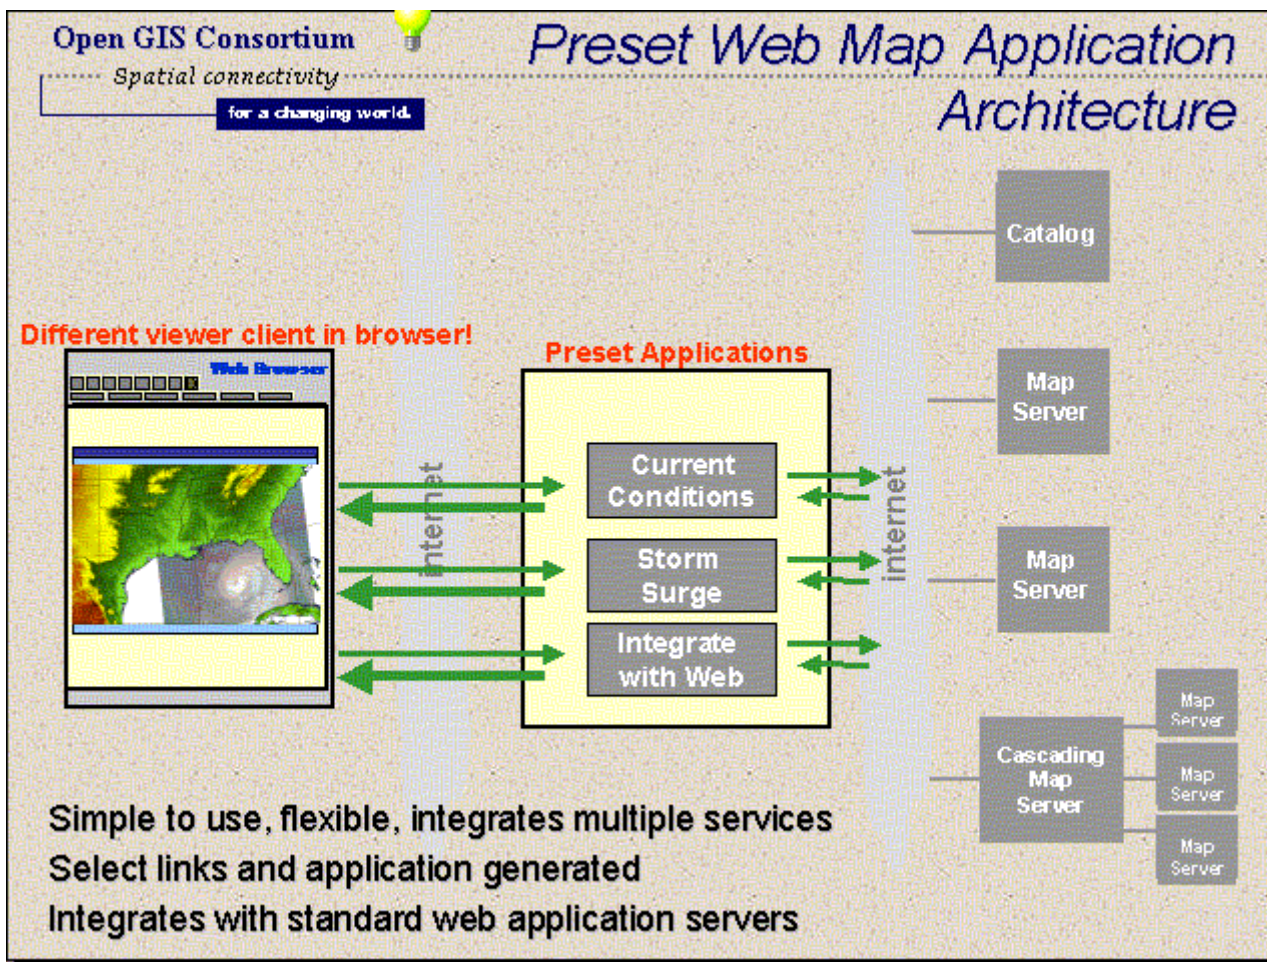 Open GIS Consortium
Spatial connectivity
for a changing world.
Preset Web Map Application
Architecture
Catalog
Different viewer client in browser!
Web Browser
Preset Applications
Map
Server
Current
Conditions
internet
internet
Storm
Surge
Map
Server
Integrate
with Web
Cascading
Map
Server
Map
Server
Map
Server
Map
Server
Simple to use, flexible, integrates multiple services
Select links and application generated
Integrates with standard web application servers